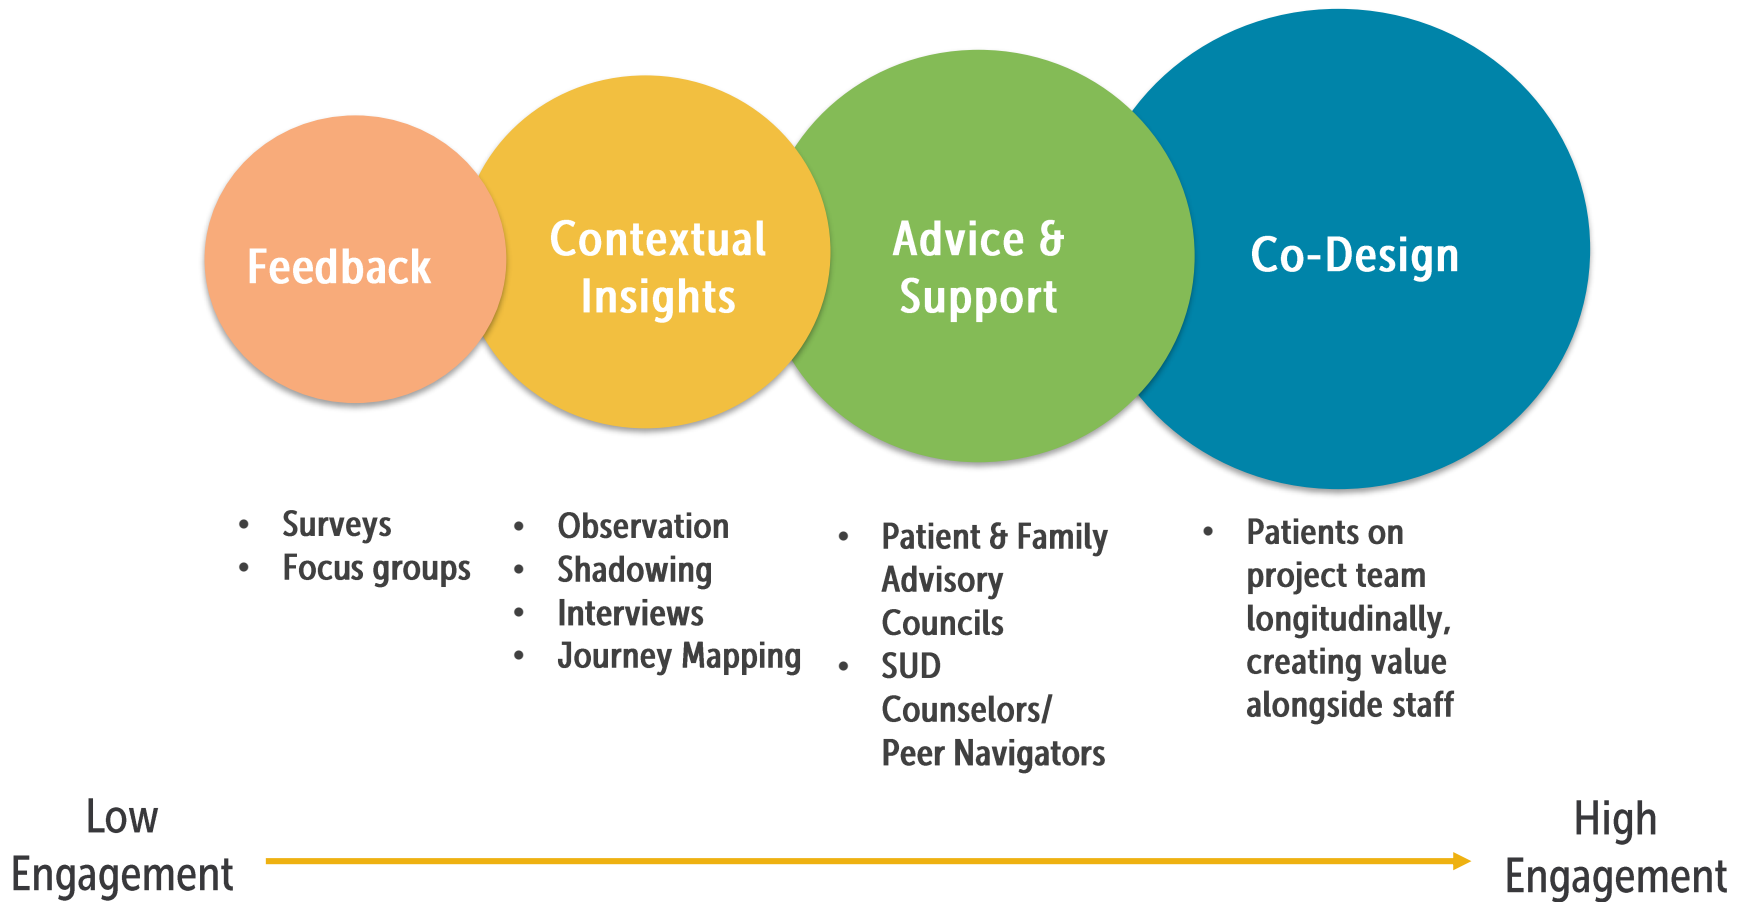 Feedback
Contextual
Insights
Advice &
Support
Co-Design
• Surveys
• Focus groups
• Observation
• Shadowing
• Interviews
• Journey Mapping
• Patient & Family
Advisory
Councils
• SUD
Counselors/
Peer Navigators
• Patients on
project team
longitudinally,
creating value
alongside staff
Low
Engagement
High
Engagement